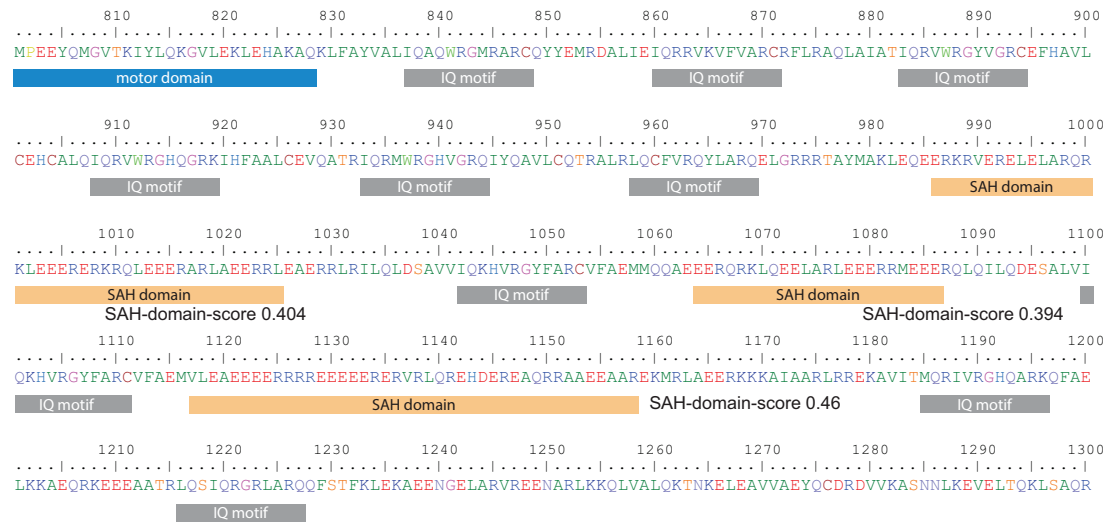 810 820 830 840 850 860 870 880 890 900
....|....|....|....|....|....|....|....|....|....|....|....|....|....|....|....|....|....|....|....|
MPEEYQMGVTKIYLQKGVLEKLEHAKAQKLFAYVALIQAQWRGMRARCQYYEMRDALIEIQRRVKVFVARCRFLRAQLAIATIQRVWRGYVGRCEFHAVL
motor domain IQ motif IQ motif IQ motif
910 920 930 940 950 960 970 980 990 1000
....|....|....|....|....|....|....|....|....|....|....|....|....|....|....|....|....|....|....|....|
CEHCALQIQRVWRGHQGRKIHFAALCEVQATRIQRMWRGHVGRQIYQAVLCQTRALRLQCFVRQYLARQELGRRRTAYMAKLEQEERKRVERELELARQR
IQ motif IQ motif IQ motif SAH domain
1010 1020 1030 1040 1050 1060 1070 1080 1090 1100
....|....|....|....|....|....|....|....|....|....|....|....|....|....|....|....|....|....|....|....|
KLEEERERKRQLEEERARLAEERRLEAERRLRILQLDSAVVIQKHVRGYFARCVFAEMMQQAEEERQRKLQEELARLEEERRMEEERQLQILQDESALVI
SAH domain IQ motif SAH domain
SAH-domain-score 0.404 SAH-domain-score 0.394
1110 1120 1130 1140 1150 1160 1170 1180 1190 1200
....|....|....|....|....|....|....|....|....|....|....|....|....|....|....|....|....|....|....|....|
QKHVRGYFARCVFAEMVLEAEEEERRRREEEEERERVRLQREHDEREAQRRAAEEAAREKMRLAEERKKKAIAARLRREKAVITMQRIVRGHQARKQFAE
IQ motif SAH domain SAH-domain-score 0.46 IQ motif
1210 1220 1230 1240 1250 1260 1270 1280 1290 1300
....|....|....|....|....|....|....|....|....|....|....|....|....|....|....|....|....|....|....|....|
LKKAEQRKEEEAATRLQSIQRGRLARQQFSTFKLEKAEENGELARVREENARLKKQLVALQKTNKELEAVVAEYQCDRDVVKASNNLKEVELTQKLSAQR
IQ motif